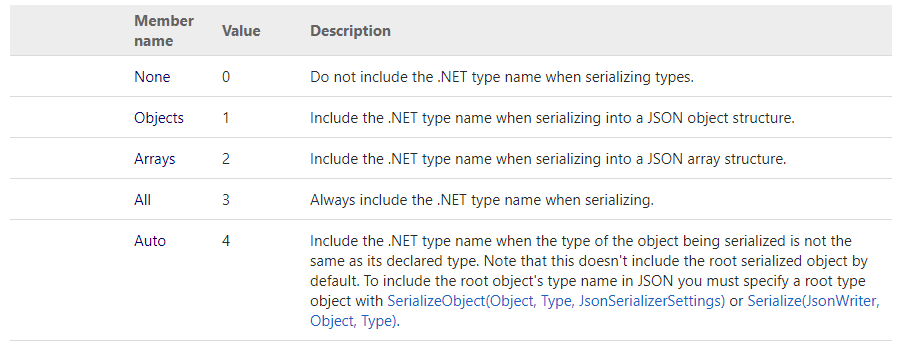 Member name Value Description
None 0 Do not include the .NET type name when serializing types.
Objects 1 Include the .NET type name when serializing into a JSON object structure.
Arrays 2 Include the .NET type name when serializing into a JSON array structure.
All 3 Always include the .NET type name when serializing.
Auto 4 Include the .NET type name when the type of the object being serialized is not the
same as its declared type. Note that this doesn't include the root serialized object by
default. To include the root object's type name in JSON you must specify a root type
object with SerializeObject(Object, Type, JsonSerializerSettings) or Serialize(JsonWriter,
Object, Type).